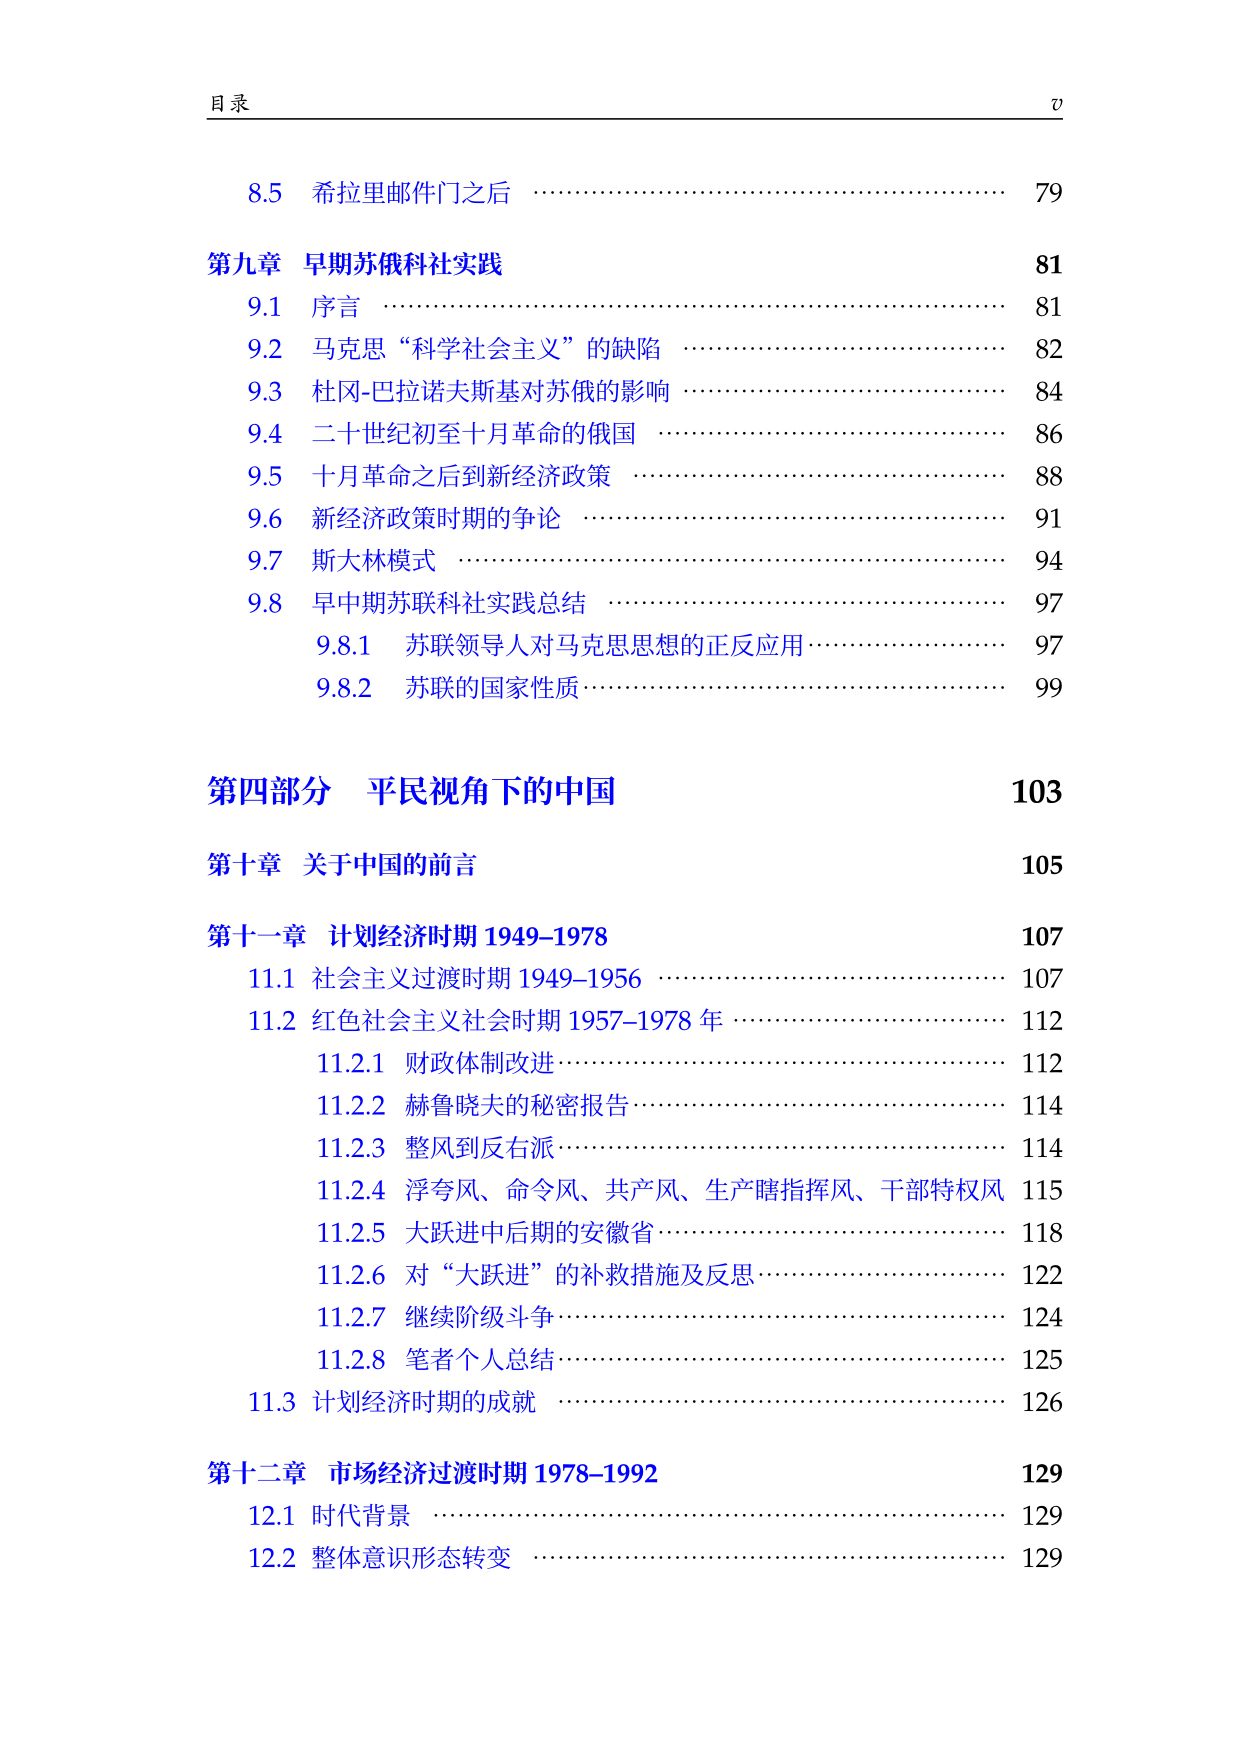 目录 v
8.5 希拉里邮件门之后 79
第九章 早期苏俄科社实践 81
9.1 序言 81
9.2 马克思“科学社会主义”的缺陷 82
9.3 杜冈-巴拉诺夫斯基对苏俄的影响 84
9.4 二十世纪初至十月革命的俄国 86
9.5 十月革命之后到新经济政策 88
9.6 新经济政策时期的争论 91
9.7 斯大林模式 94
9.8 早中期苏联科社实践总结 97
9.8.1 苏联领导人对马克思思想的正反应用 97
9.8.2 苏联的国家性质 99
第四部分 平民视角下的中国 103
第十章 关于中国的前言 105
第十一章 计划经济时期 1949–1978 107
11.1 社会主义过渡时期 1949–1956 107
11.2 红色社会主义社会时期 1957–1978 年 112
11.2.1 财政体制改进 112
11.2.2 赫鲁晓夫的秘密报告 114
11.2.3 整风到反右派 114
11.2.4 浮夸风、命令风、共产风、生产瞎指挥风、干部特权风 115
11.2.5 大跃进中后期的安徽省 118
11.2.6 对“大跃进”的补救措施及反思 122
11.2.7 继续阶级斗争 124
11.2.8 笔者个人总结 125
11.3 计划经济时期的成就 126
第十二章 市场经济过渡时期 1978–1992 129
12.1 时代背景 129
12.2 整体意识形态转变 129